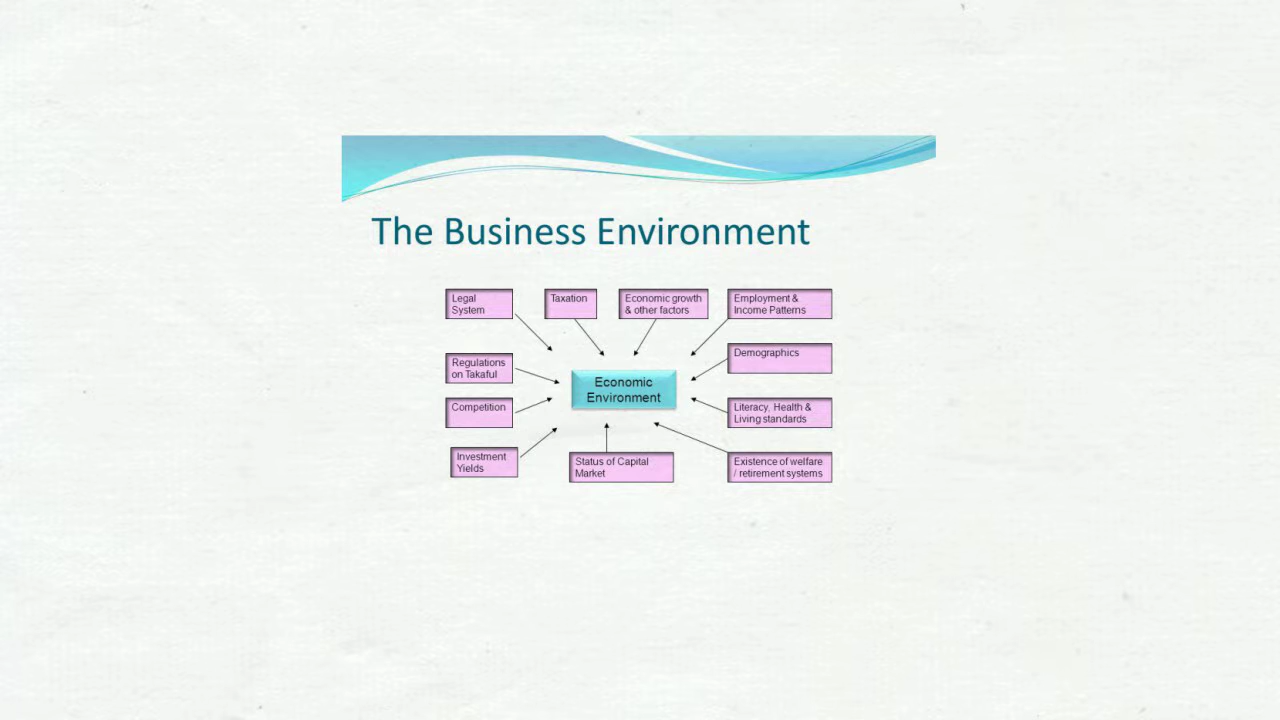 The Business Environment
Legal
System
Taxation
Economic growth
& other factors
Employment &
Income Patterns
Regulations
on Takaful
Demographics
Economic
Environment
Competition
Literacy, Health &
Living standards
Investment
Yields
Status of Capital
Market
Existence of welfare
/ retirement systems